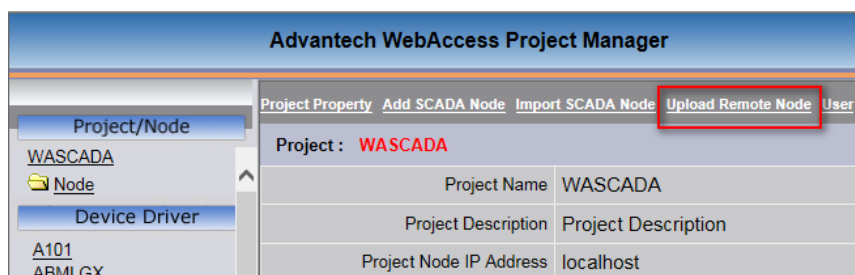 Advantech WebAccess Project Manager
Project Property Add SCADA Node Import SCADA Node Upload Remote Node User
Project/Node
WASCADA
Node
Device Driver
A101
ABMLGX
Project : WASCADA
Project Name WASCADA
Project Description Project Description
Project Node IP Address localhost